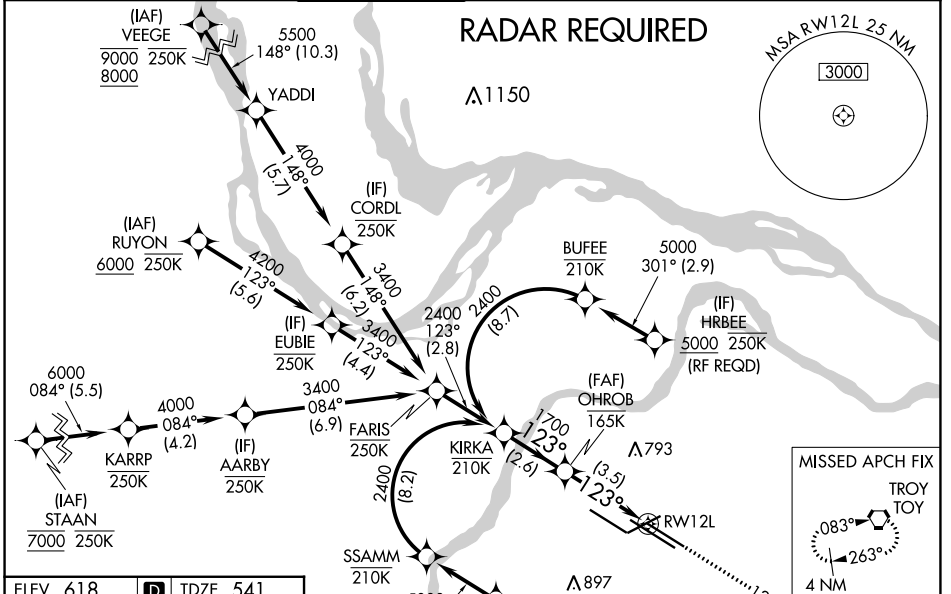 RADAR REQUIRED
(IAF)
VEEGE
9000 250K
8000
5500
148° (10.3)
YADDI
4000
148°
(5.7)
(IF)
CORDL
250K
3400
148°
(6.2)
MSA RW12L 25 NM
3000
1150
(IAF)
RUYON
6000 250K
4200
123°
(5.6)
(IF)
EUBIE
250K
3400
123°
(4.4)
2400
123°
(2.8)
BUFEE
210K
5000
301° (2.9)
2400
(8.7)
(IF)
HRBEE
5000 250K
(RF REQD)
6000
084° (5.5)
4000
084°
(4.2)
3400
084°
(6.9)
KARRP
250K
(IF)
AARBY
250K
(IAF)
STAAN
7000 250K
FARIS
250K
KIRKA
210K
1700
123°
(2.6)
(FAF)
OHROB
165K
793
(3.5)
123°
RW12L
2400
(8.2)
SSAMM
210K
897
MISSED APCH FIX
TROY
TOY
083°
263°
4 NM
ELEV 618 D TDZE 541